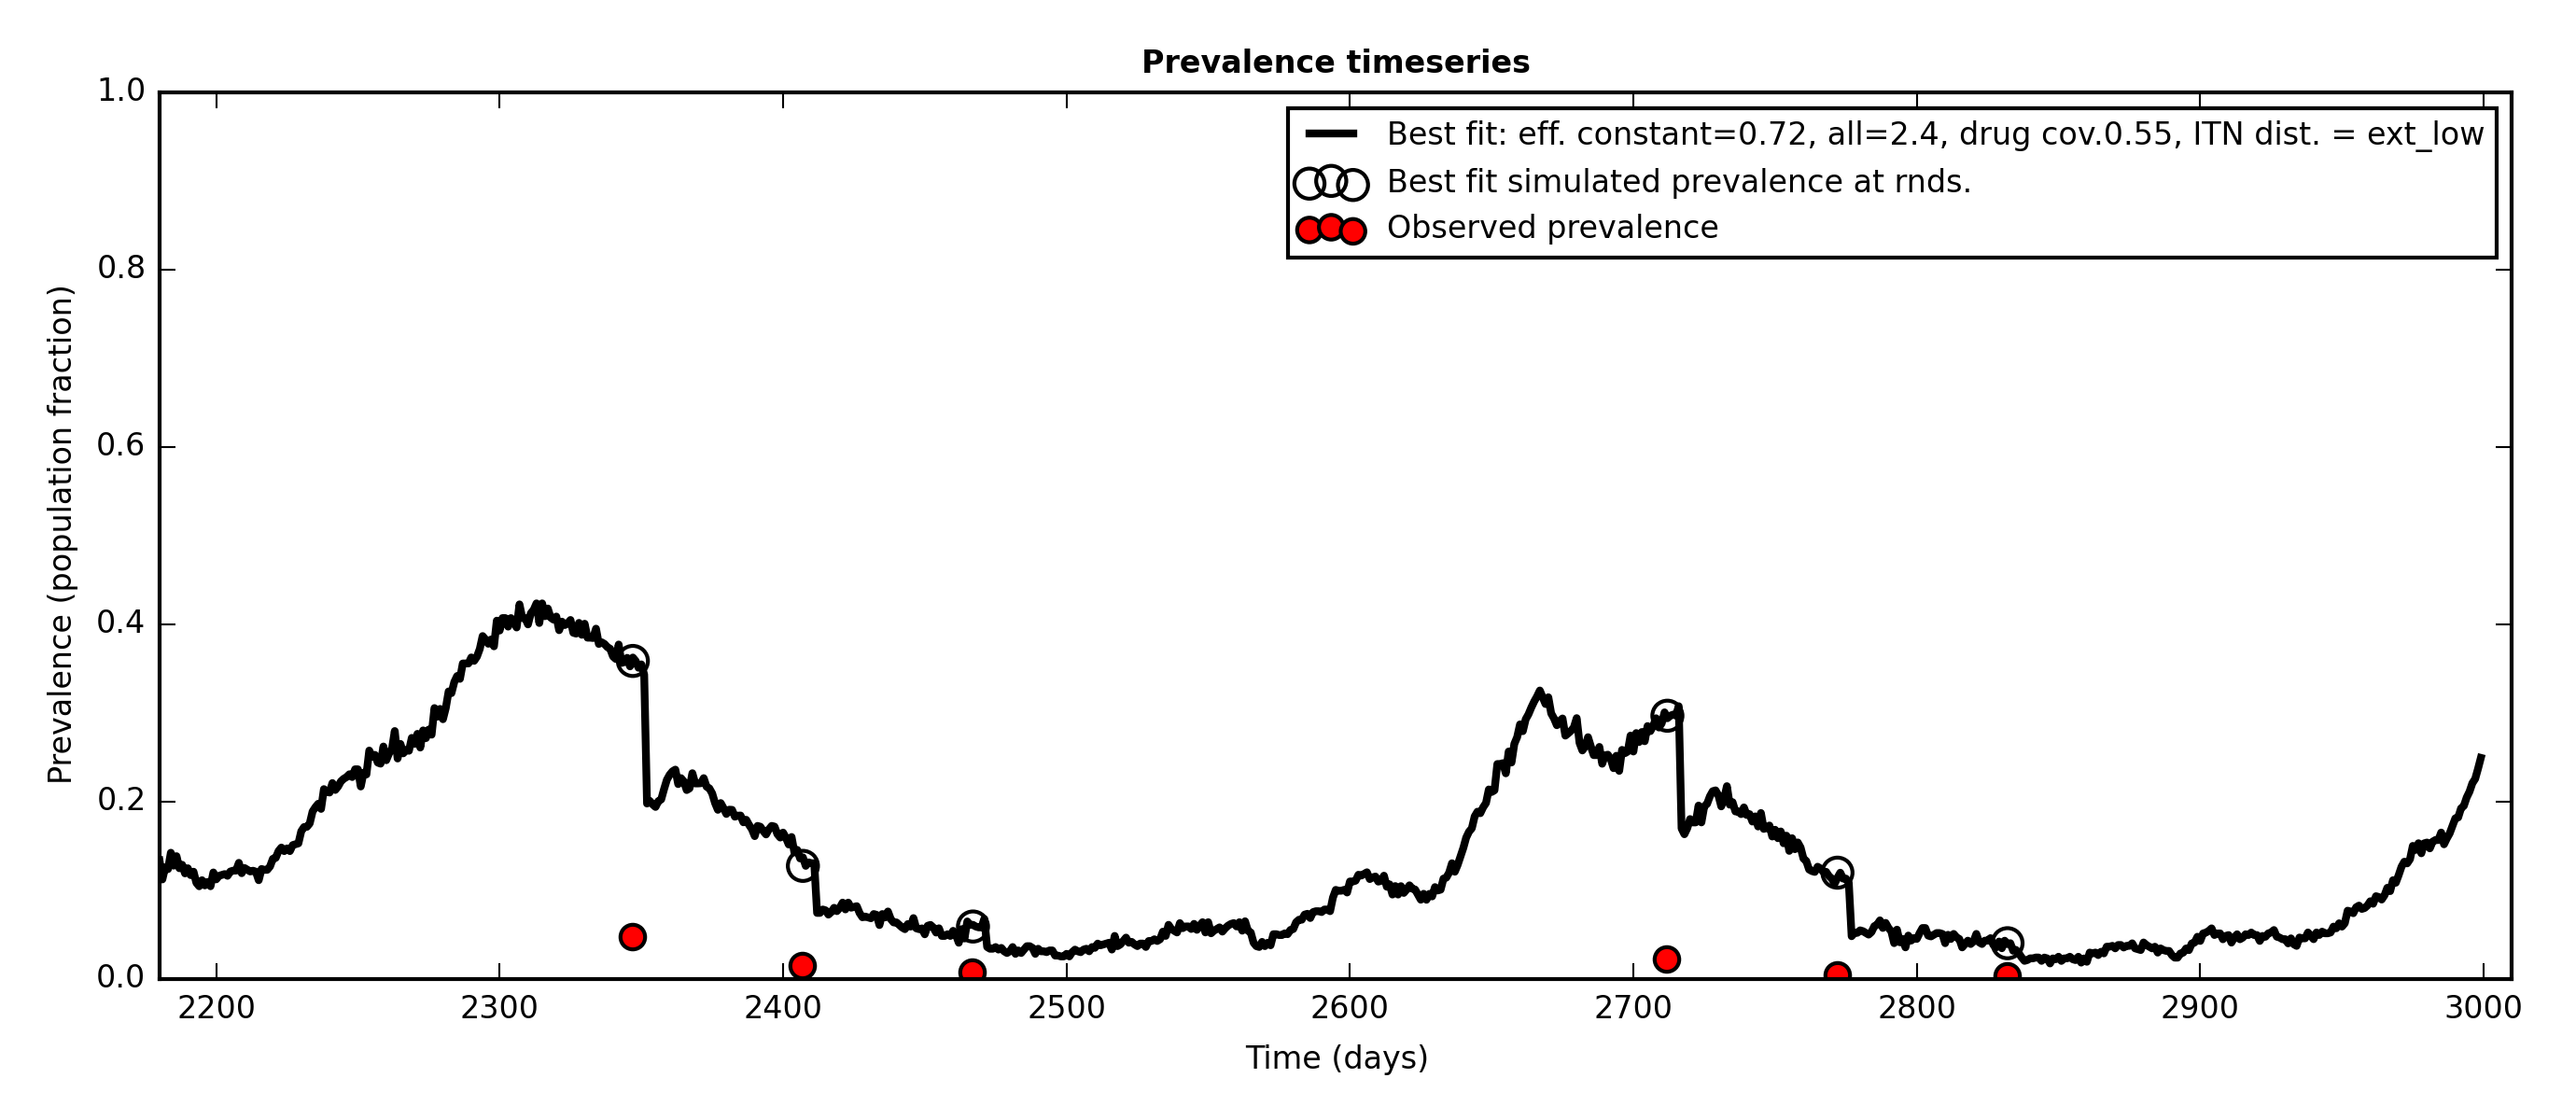 Prevalence timeseries
1.0
Best fit: eff. constant=0.72, all=2.4, drug cov.0.55, ITN dist. = ext_low
Best fit simulated prevalence at rnds.
Observed prevalence
0.8
0.6
0.4
0.2
0.0
Prevalence (population fraction)
2200 2300 2400 2500 2600 2700 2800 2900 3000
Time (days)